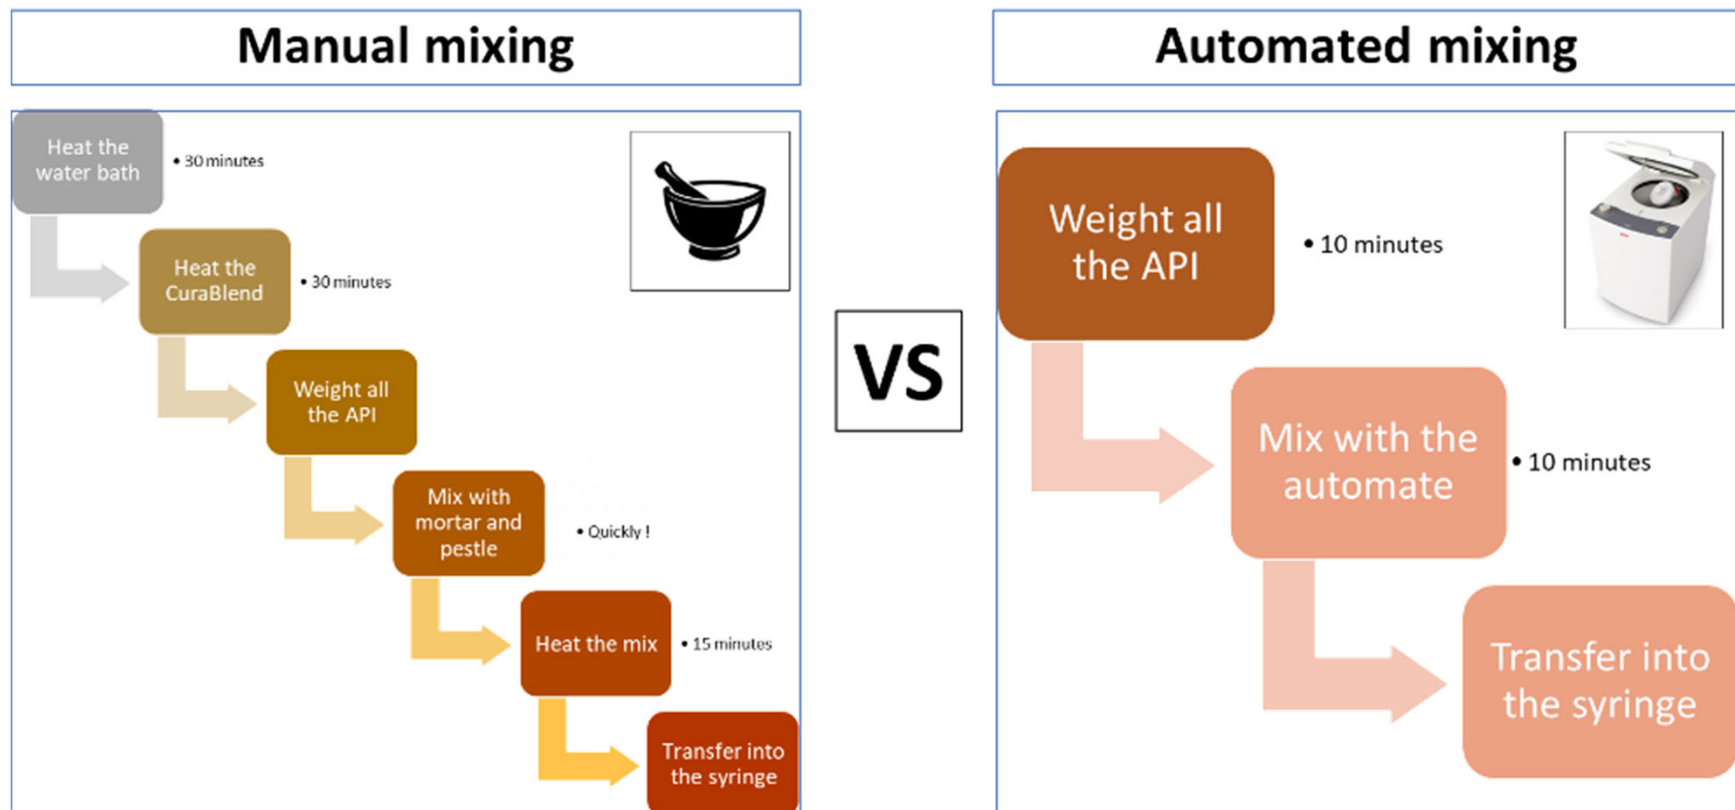 Manual mixing
Heat the
water bath
• 30 minutes
Heat the
CuraBlend
• 30 minutes
Weight all
the API
Mix with
mortar and
pestle
• Quickly !
Heat the mix
• 15 minutes
Transfer into
the syringe
VS
Automated mixing
Weight all
the API
• 10 minutes
Mix with the
automate
• 10 minutes
Transfer into
the syringe